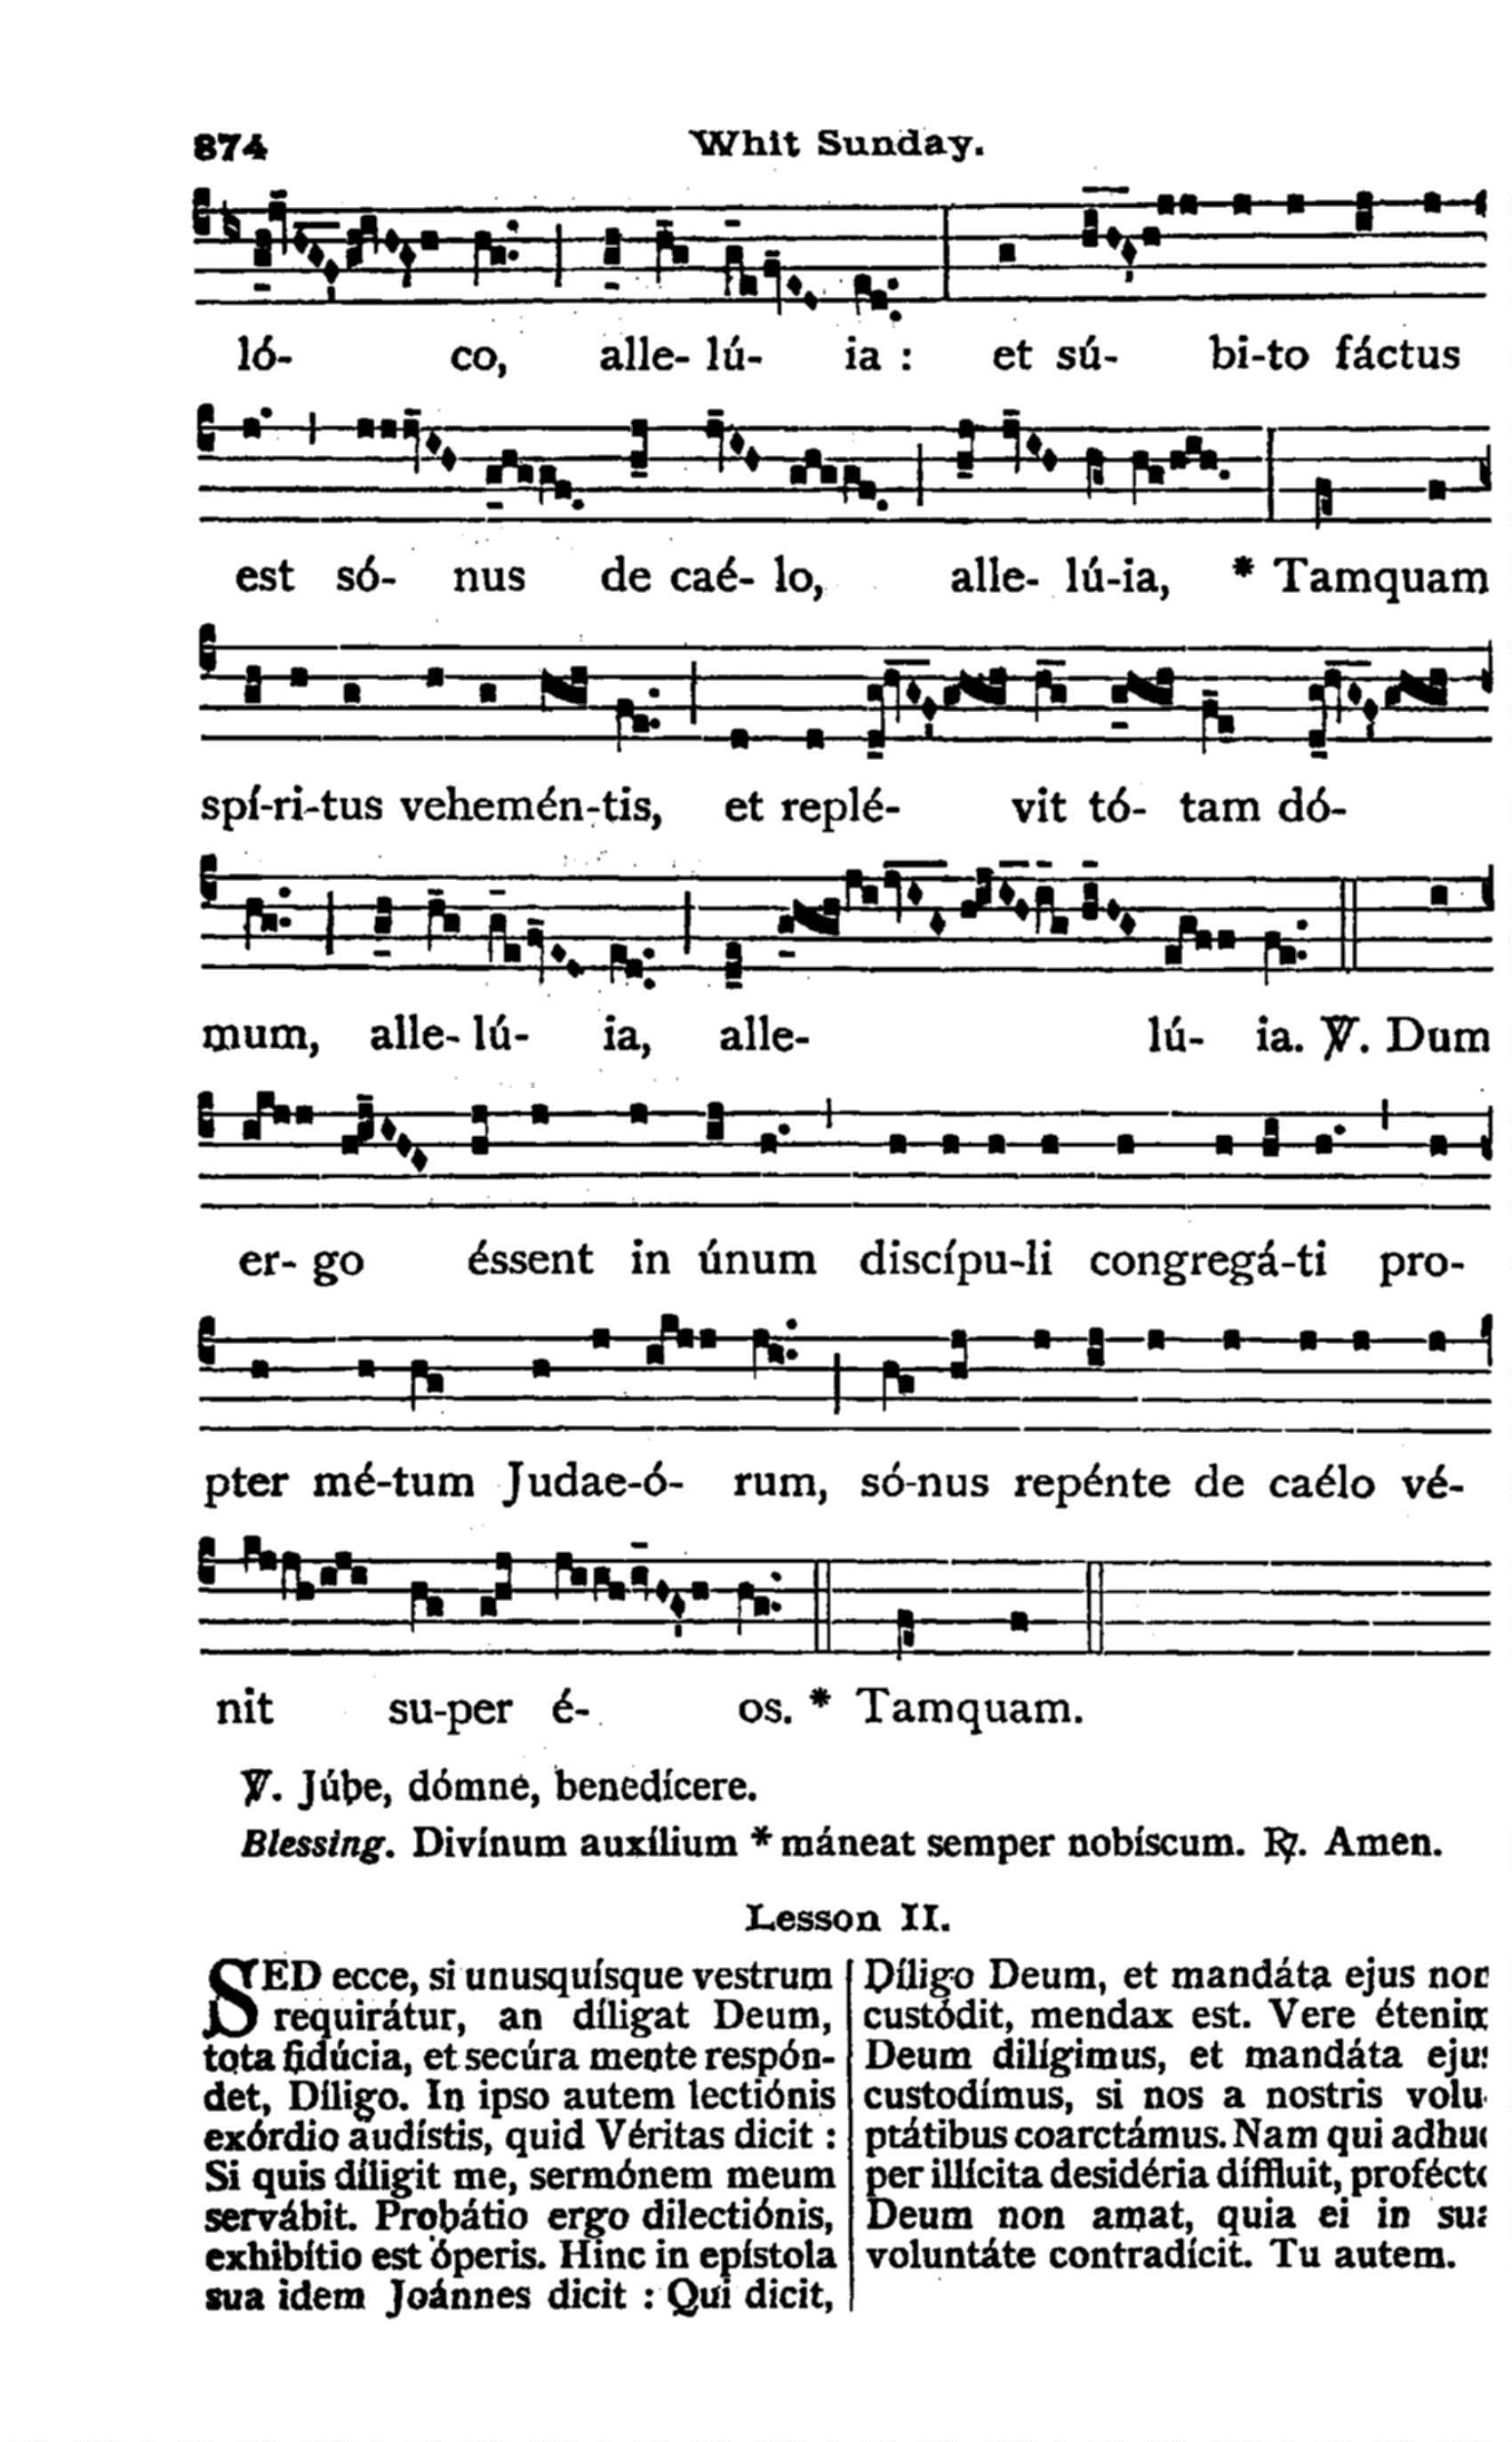 874
Whit Sunday.
ló- co, alle- lú- ia : et sú- bi-to fáctus
est só- nus de caé- lo, alle- lú-ia, * Tamquam
spí-ri-tus vehemén-tis, et replé- vit tó- tam dó-
mum, alle- lú- ia, alle- lú- ia. ℣. Dum
er- go éssent in únum discípu-li congregá-ti pro-
pter mé-tum Judae-ó- rum, só-nus repénte de caélo vé-
nit su-per é- os. * Tamquam.
℣. Júbe, dómne, benedícere.
Blessing. Divínum auxílium * máneat semper nobíscum. ℟. Amen.
Lesson II.
SED ecce, si unusquísque vestrum
requirátur, an díligat Deum,
tota fidúcia, et secúra mente respón-
det, Díligo. In ipso autem lectiónis
exórdio audístis, quid Véritas dicit :
Si quis díligit me, sermónem meum
servábit. Probátio ergo dilectiónis,
exhibítio est óperis. Hinc in epístola
sua idem Joánnes dicit : Qui dicit,
Díligo Deum, et mandáta ejus non
custódit, mendax est. Vere étenim
Deum dilígimus, et mandáta ejus
custodímus, si nos a nostris volu-
ptátibus coarctámus. Nam qui adhuc
per illícita desidéria díffluit, profécto
Deum non amat, quia ei in sua
voluntáte contradícit. Tu autem.